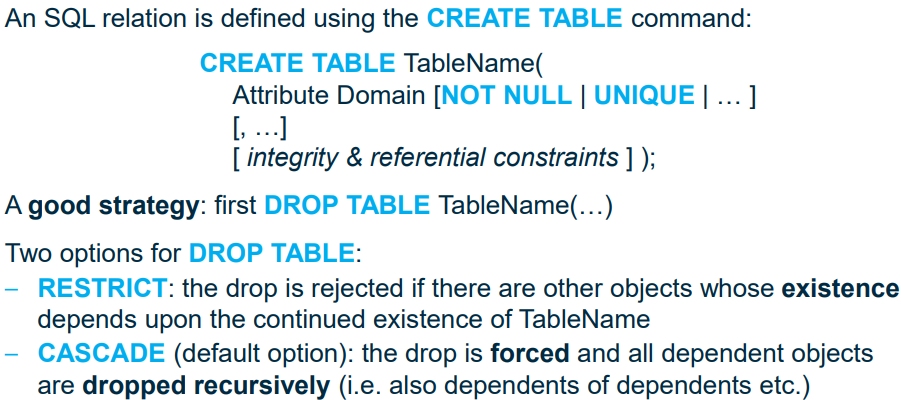 An SQL relation is defined using the CREATE TABLE command:
CREATE TABLE TableName(
Attribute Domain [NOT NULL | UNIQUE | … ]
[, …]
[ integrity & referential constraints ] );
A good strategy: first DROP TABLE TableName(…)
Two options for DROP TABLE:
– RESTRICT: the drop is rejected if there are other objects whose existence
depends upon the continued existence of TableName
– CASCADE (default option): the drop is forced and all dependent objects
are dropped recursively (i.e. also dependents of dependents etc.)